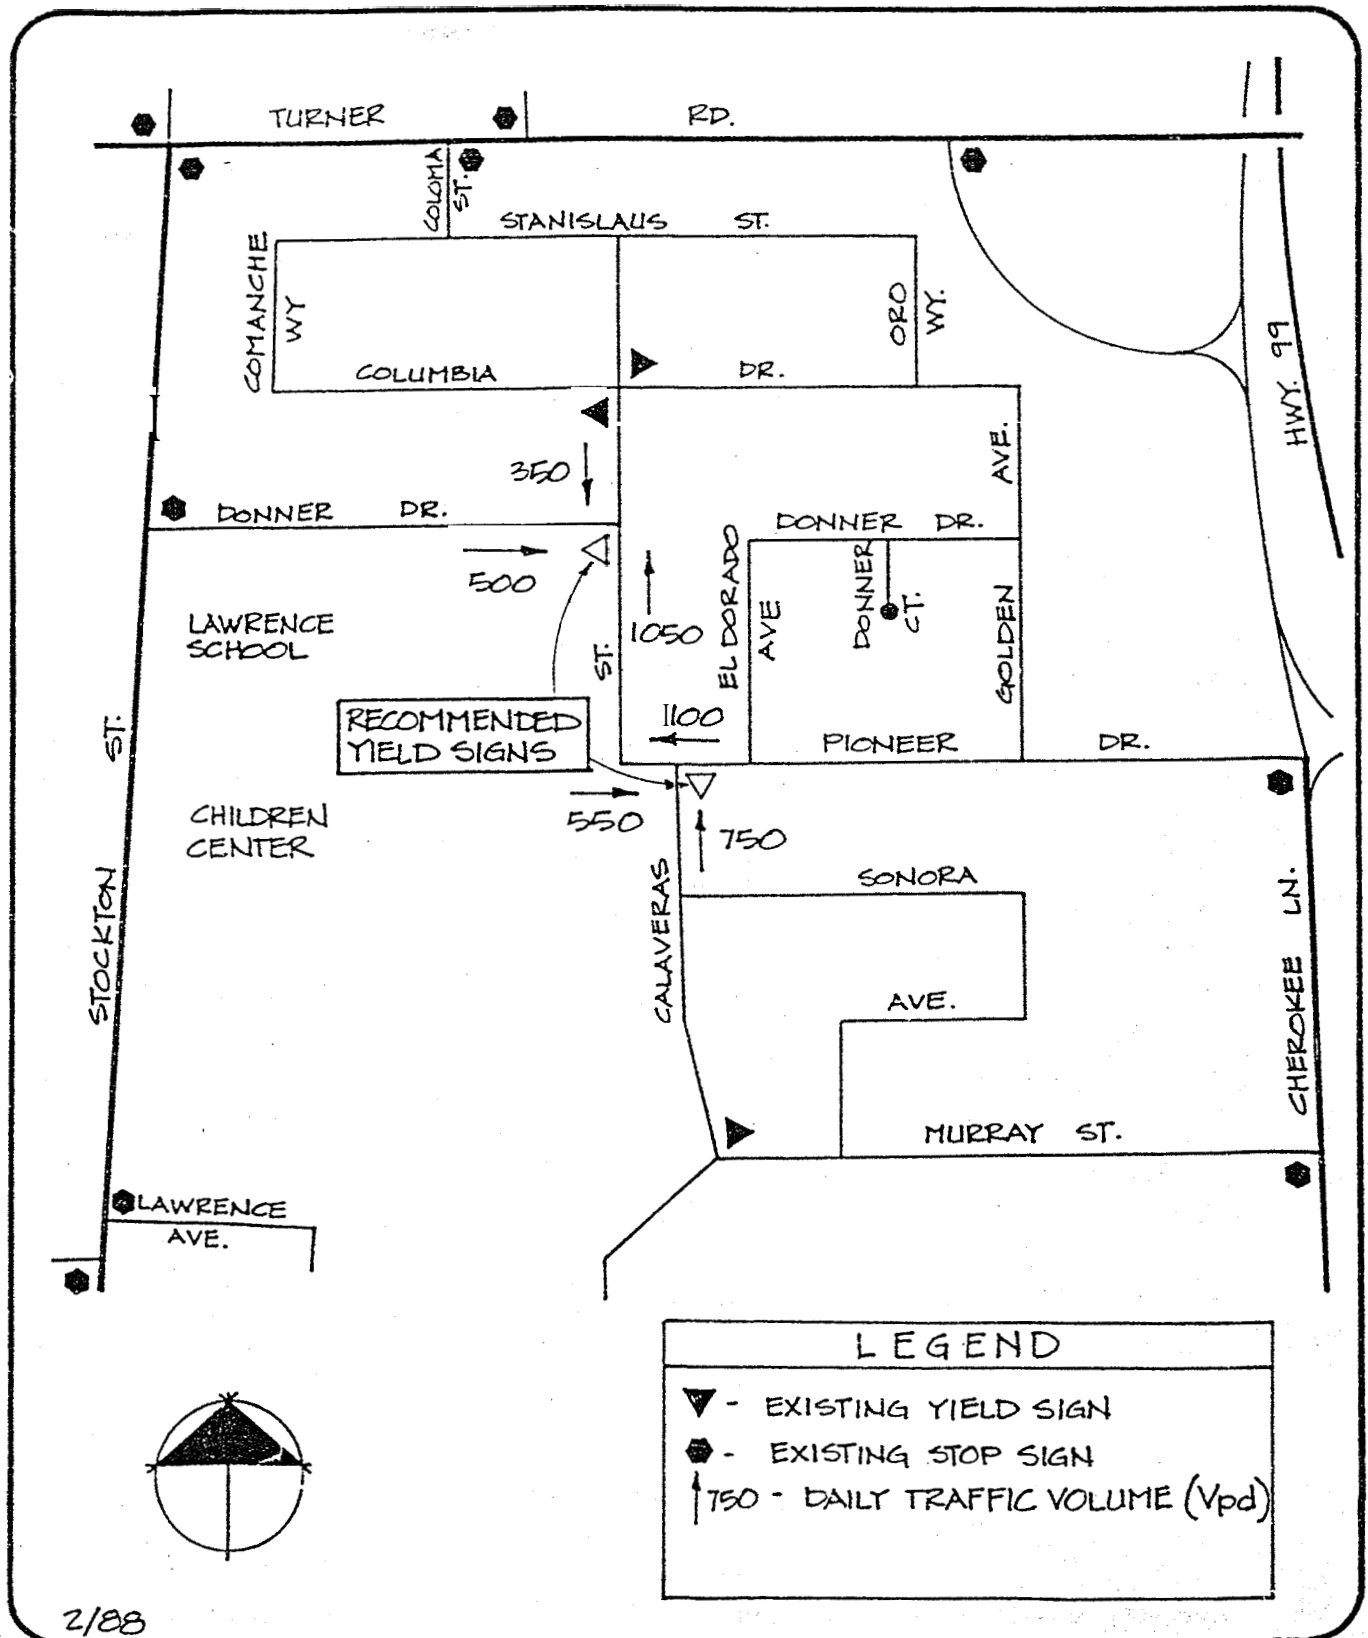 TURNER RD.
COLOMA ST.
STANISLAUS ST.
COMANCHE WY
ORO WY.
COLUMBIA DR.
HWY. 99
350
AVE.
DONNER DR.
DONNER DR.
500
EL DORADO AVE
DONNER CT.
GOLDEN
LAWRENCE
SCHOOL
1050
ST.
RECOMMENDED
YIELD SIGNS
1100
PIONEER DR.
STOCKTON ST.
550
CHILDREN
CENTER
750
CALAVERAS
SONORA
AVE.
CHEROKEE LN.
MURRAY ST.
LAWRENCE
AVE.
LEGEND
- EXISTING YIELD SIGN
- EXISTING STOP SIGN
750 - DAILY TRAFFIC VOLUME (Vpd)
2/88